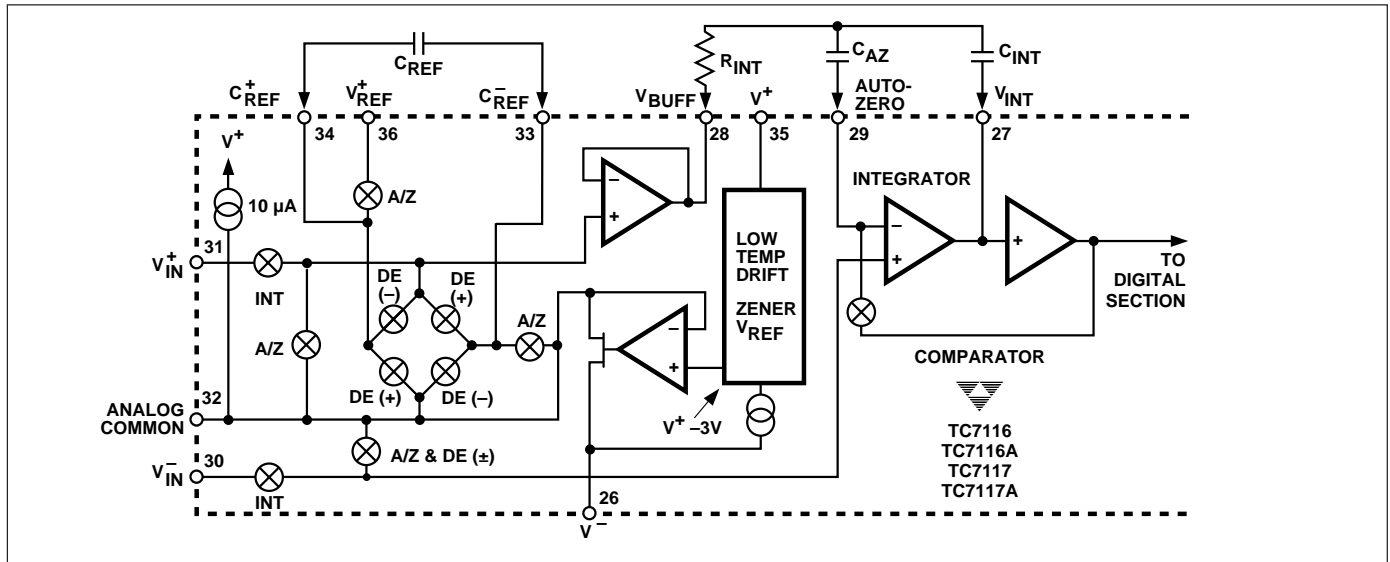 C_REF
R_INT
C_AZ
C_INT
C⁺_REF
V⁺_REF
C⁻_REF
V_BUFF
V⁺
AUTO-
ZERO
V_INT
34
36
33
28
35
29
27
V⁺
A/Z
10 µA
INTEGRATOR
–
+
LOW
TEMP
DRIFT
ZENER
V_REF
–
+
+
TO
DIGITAL
SECTION
31
V⁺_IN
INT
DE
(–)
DE
(+)
A/Z
A/Z
–
+
DE (+)
DE (–)
V⁺ –3V
COMPARATOR
32
ANALOG
COMMON
A/Z & DE (±)
30
V⁻_IN
INT
26
V⁻
TC7116
TC7116A
TC7117
TC7117A